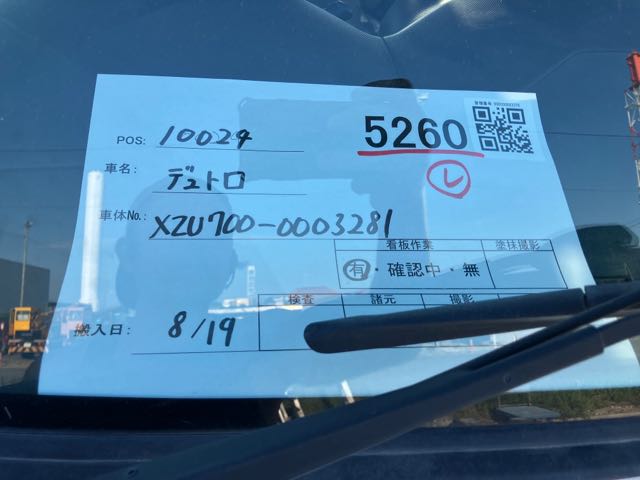 POS: 10024
5260
車名: デュトロ
レ
車体No.: XZU700-0003281
看板作業 塗抹撮影
有・確認中・無
検査 諸元 撮影
搬入日: 8/19